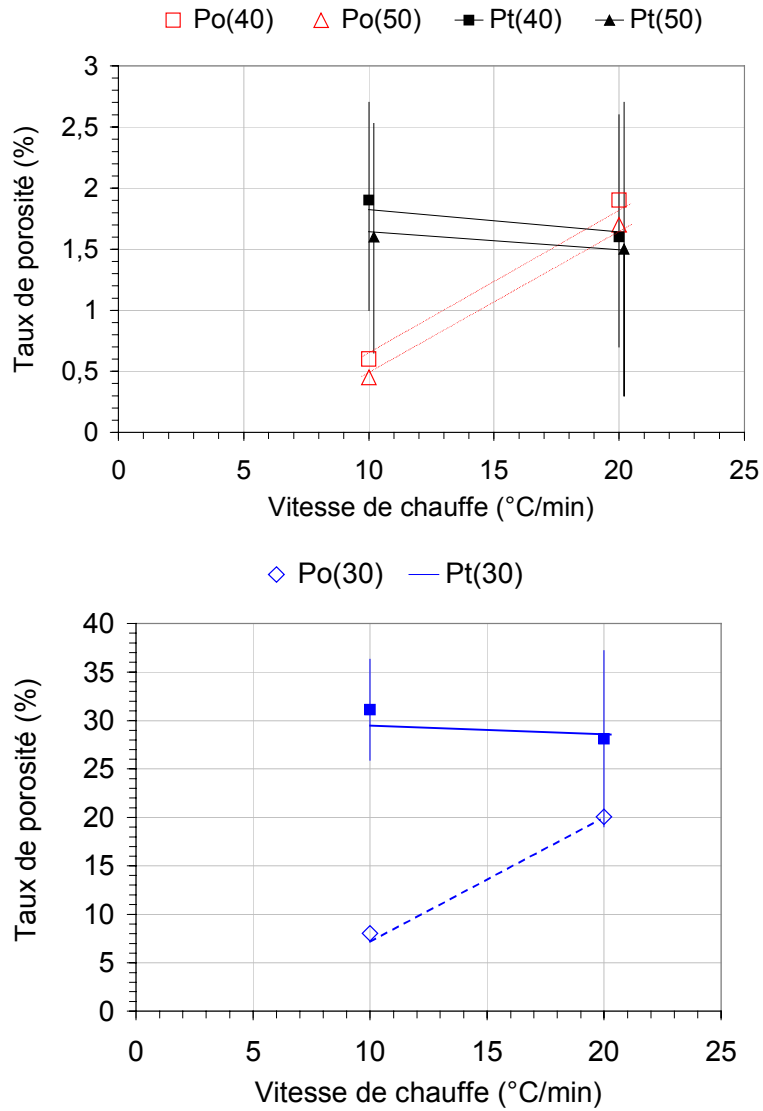 Po(40) Po(50) Pt(40) Pt(50)
3
2,5
2
1,5
1
0,5
0
Taux de porosité (%)
0 5 10 15 20 25
Vitesse de chauffe (°C/min)
Po(30) Pt(30)
40
35
30
25
20
15
10
5
0
Taux de porosité (%)
0 5 10 15 20 25
Vitesse de chauffe (°C/min)